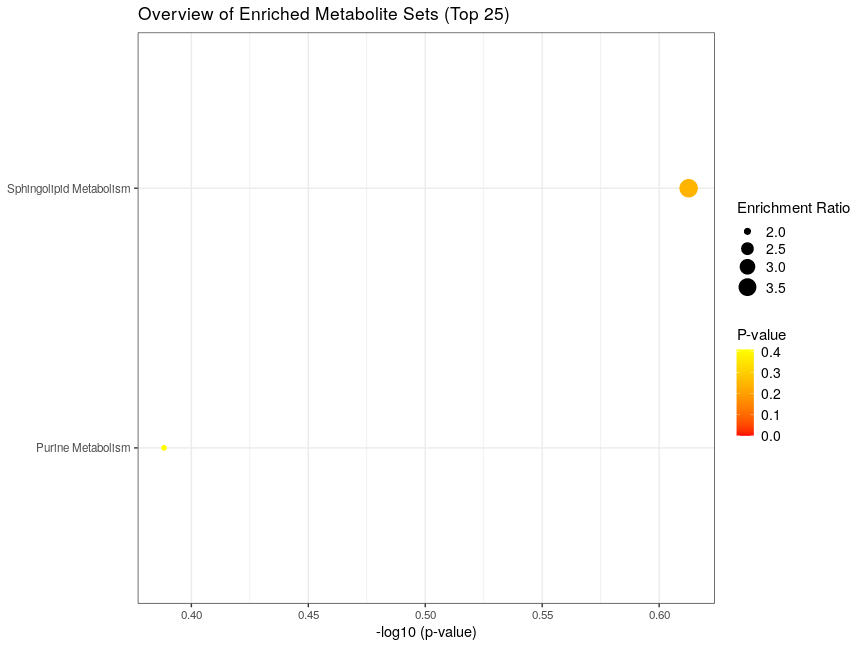 Overview of Enriched Metabolite Sets (Top 25)
Sphingolipid Metabolism
Purine Metabolism
0.40
0.45
0.50
0.55
0.60
-log10 (p-value)
Enrichment Ratio
2.0
2.5
3.0
3.5
P-value
0.4
0.3
0.2
0.1
0.0